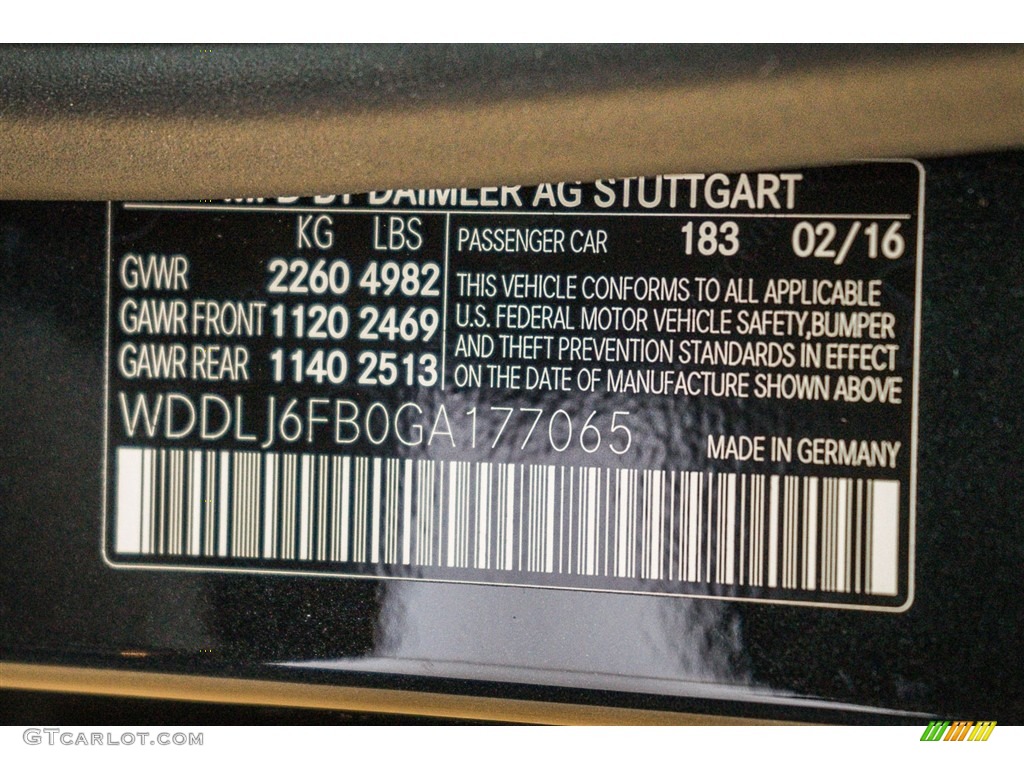 MFD BY DAIMLER AG STUTTGART
KG LBS
GVWR 2260 4982
GAWR FRONT 1120 2469
GAWR REAR 1140 2513
PASSENGER CAR 183 02/16
THIS VEHICLE CONFORMS TO ALL APPLICABLE
U.S. FEDERAL MOTOR VEHICLE SAFETY,BUMPER
AND THEFT PREVENTION STANDARDS IN EFFECT
ON THE DATE OF MANUFACTURE SHOWN ABOVE
WDDLJ6FB0GA177065
MADE IN GERMANY
GTCARLOT.COM